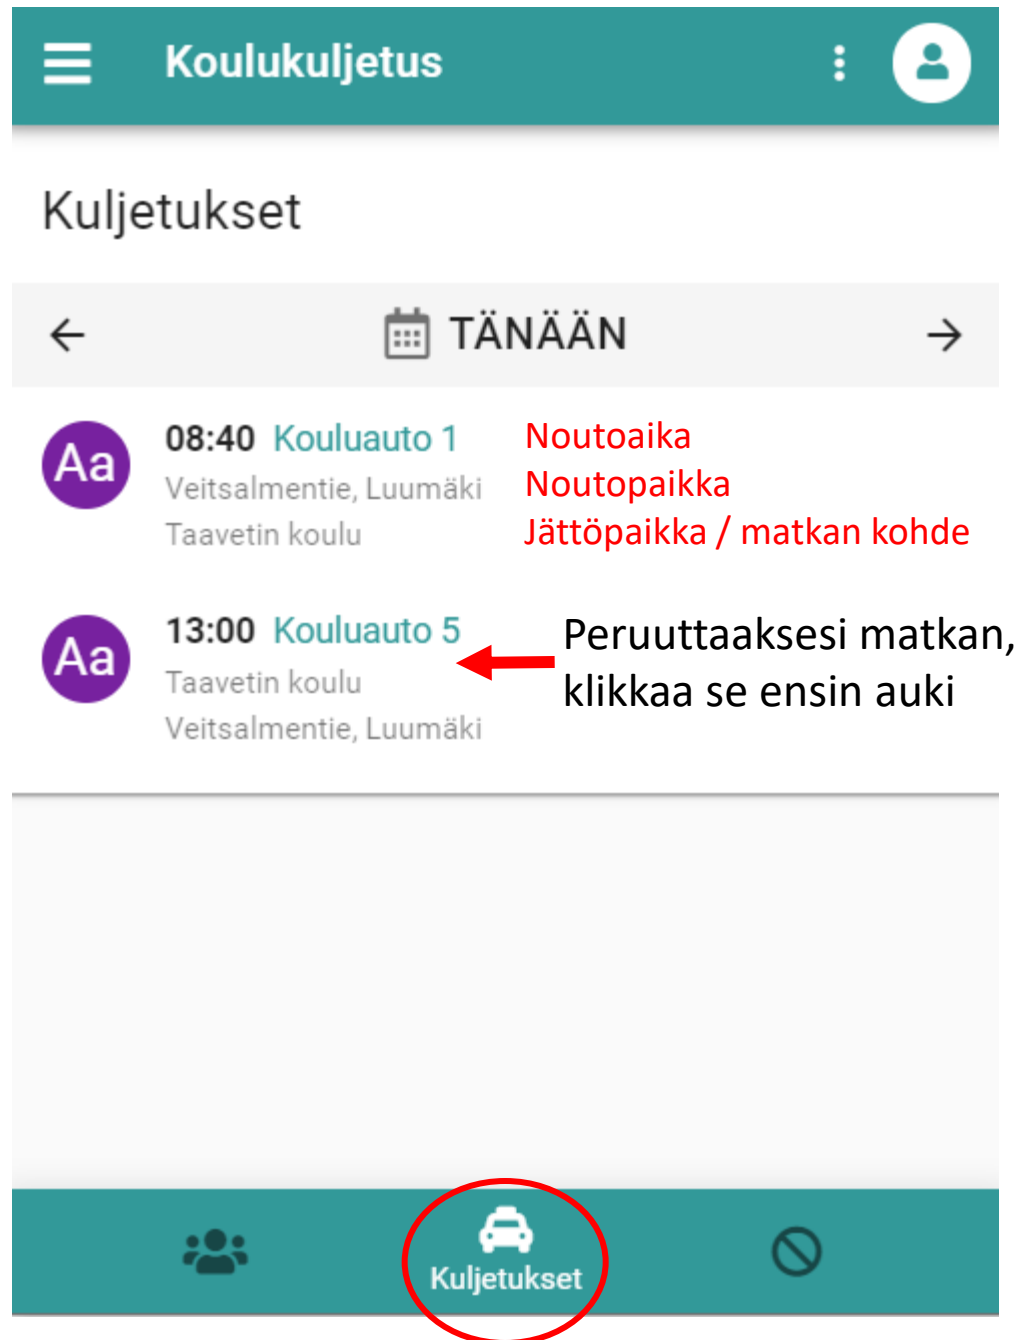 Koulukuljetus
Kuljetukset
TÄNÄÄN
Aa
08:40 Kouluauto 1
Veitsalmentie, Luumäki
Taavetin koulu
Noutoaika
Noutopaikka
Jättöpaikka / matkan kohde
Aa
13:00 Kouluauto 5
Taavetin koulu
Veitsalmentie, Luumäki
Peruuttaaksesi matkan,
klikkaa se ensin auki
Kuljetukset